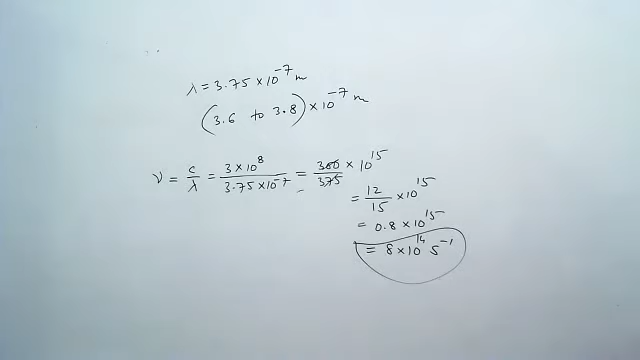 λ = 3.75 × 10⁻⁷ m
(3.6 to 3.8) × 10⁻⁷ m
ν = c/λ = 3 × 10⁸ / 3.75 × 10⁻⁷ = 300/375 × 10¹⁵
= 12/15 × 10¹⁵
= 0.8 × 10¹⁵
= 8 × 10¹⁴ s⁻¹